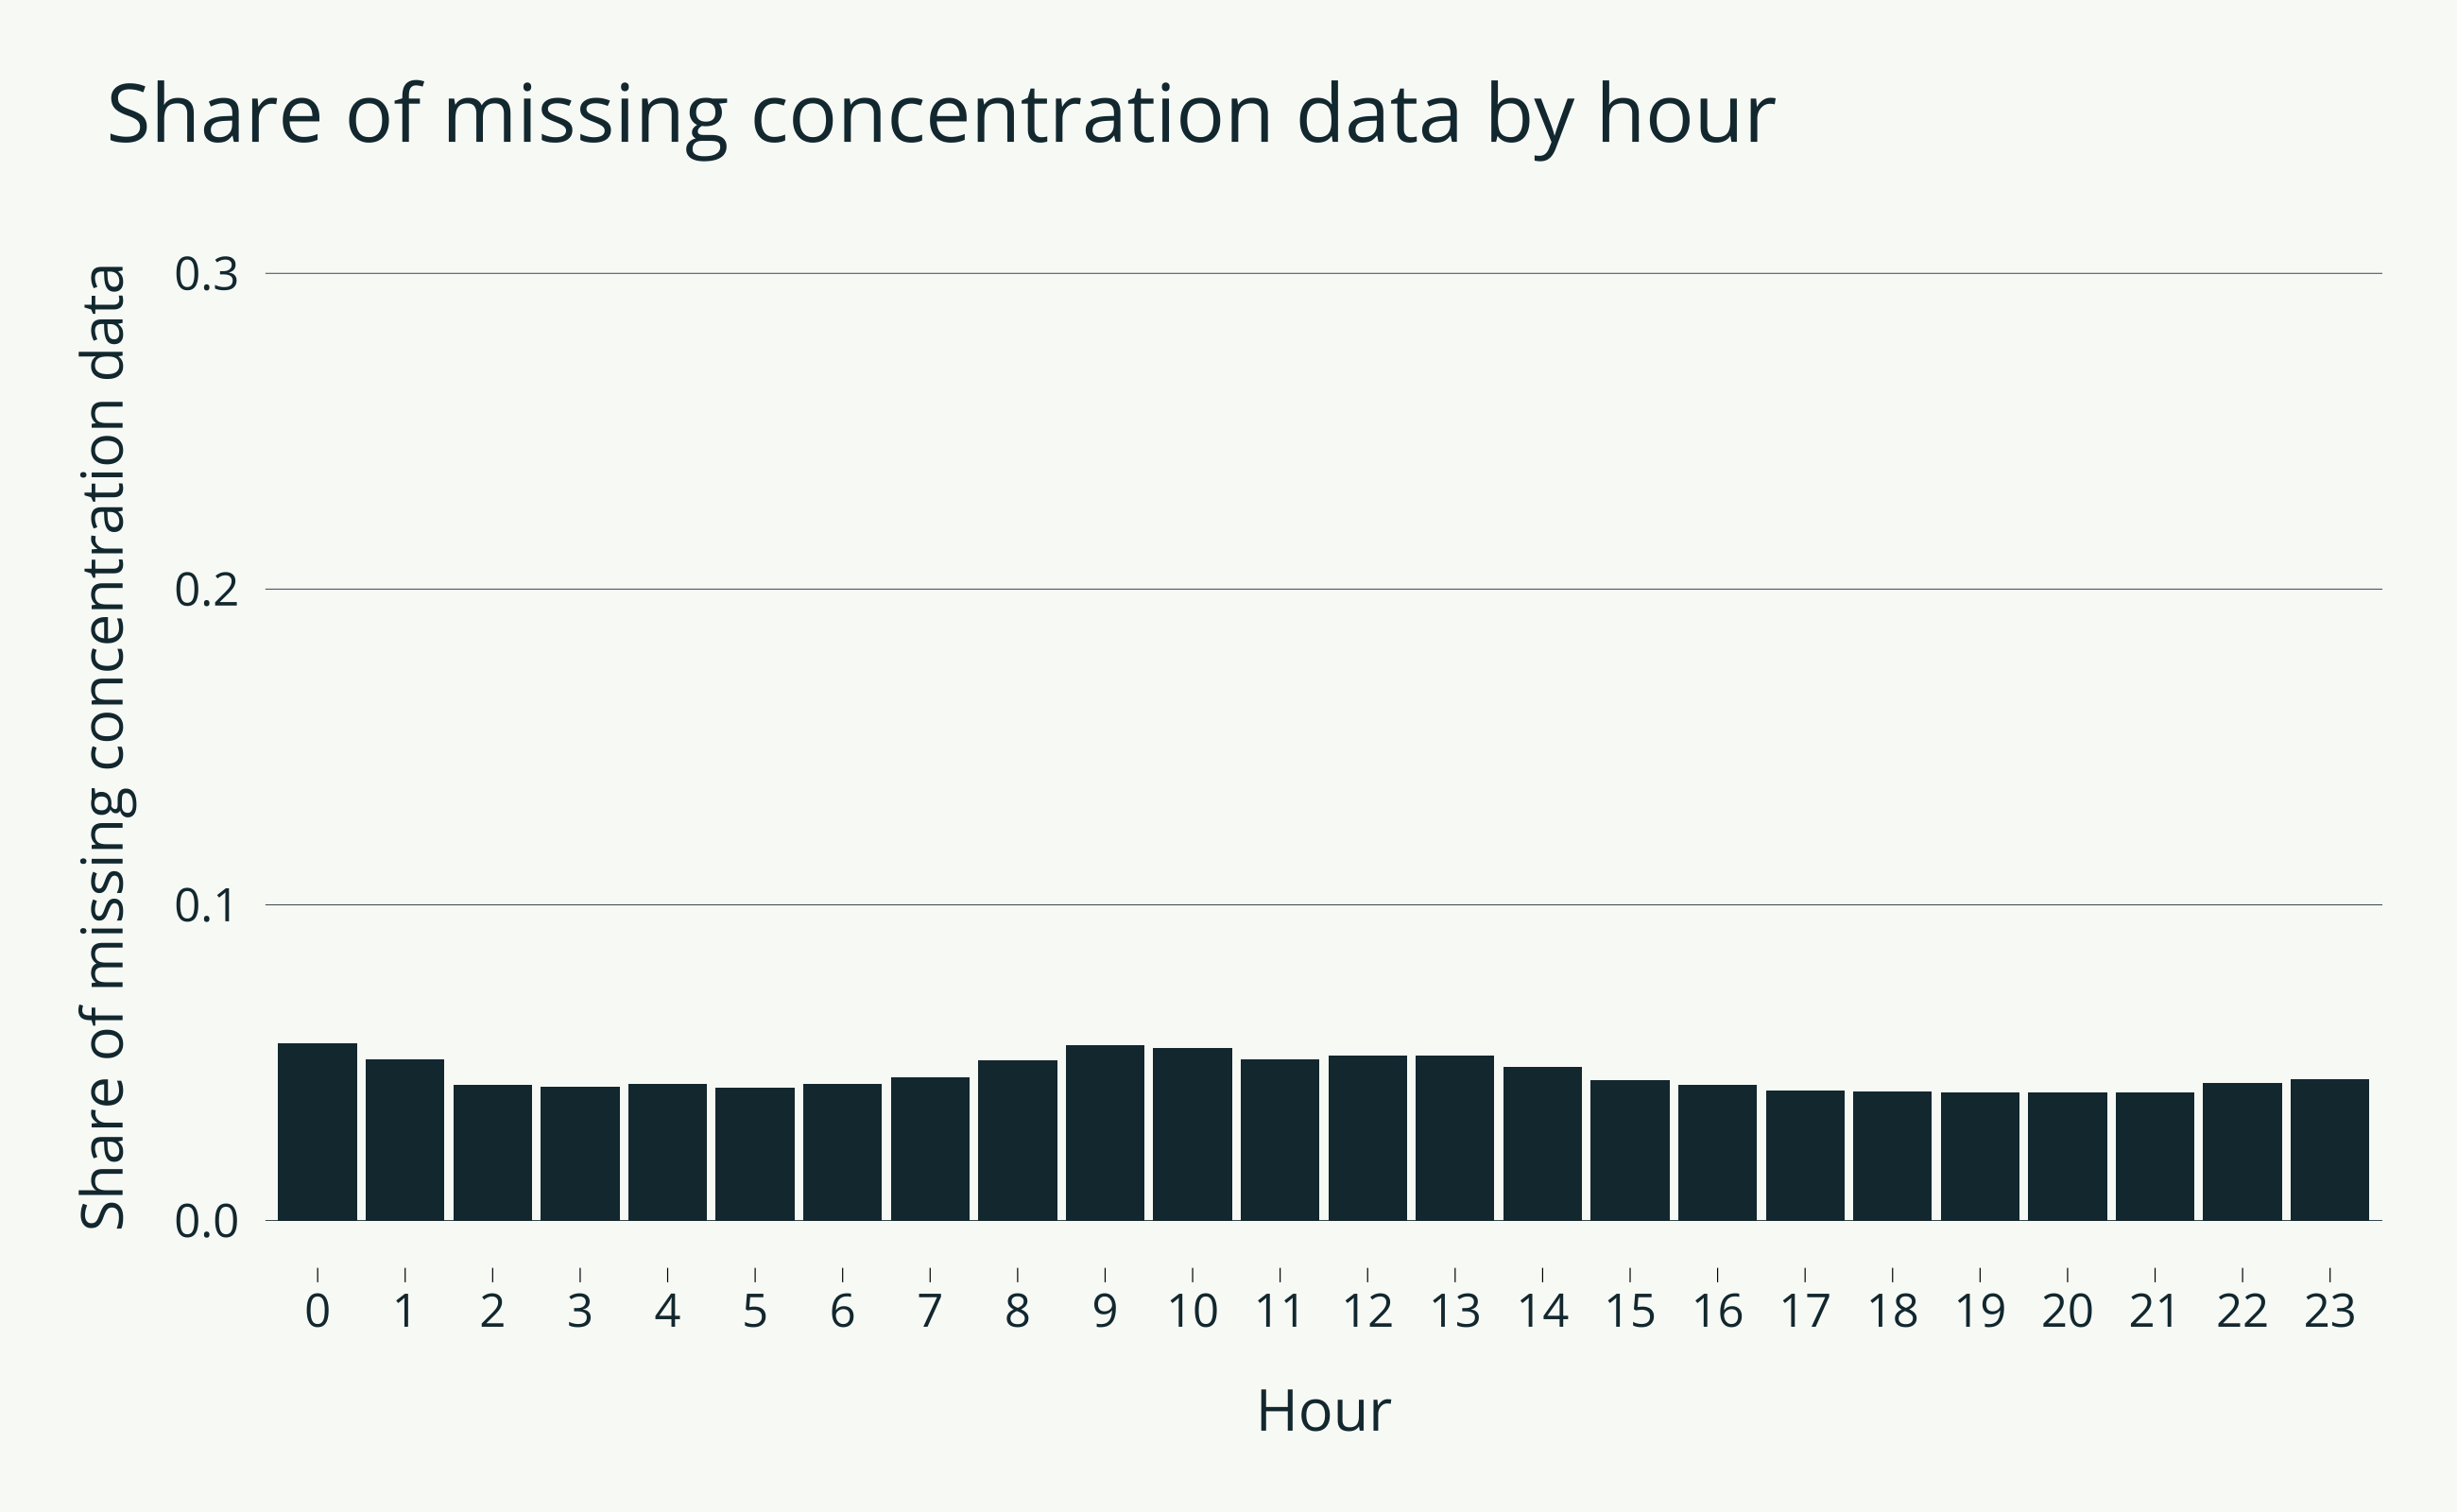 Share of missing concentration data by hour
Share of missing concentration data
0.3
0.2
0.1
0.0
0 1 2 3 4 5 6 7 8 9 10 11 12 13 14 15 16 17 18 19 20 21 22 23
Hour